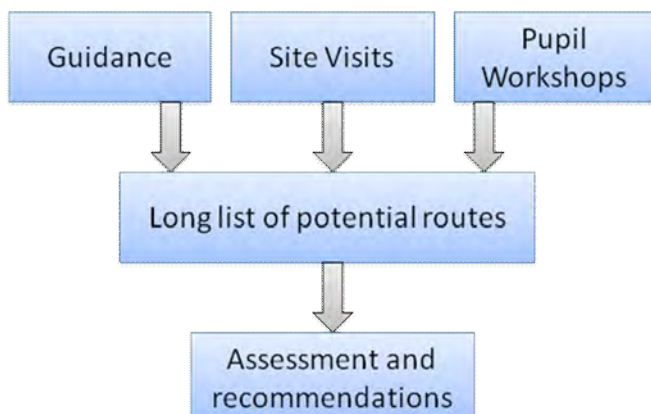 Guidance
Site Visits
Pupil
Workshops
Long list of potential routes
Assessment and
recommendations